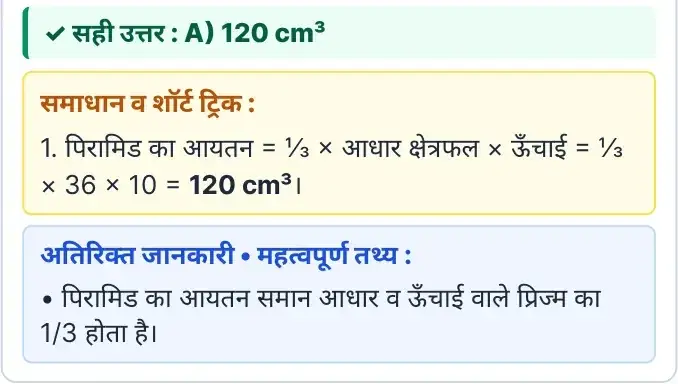 ✓ सही उत्तर : A) 120 cm³
समाधान व शॉर्ट ट्रिक :
1. पिरामिड का आयतन = ⅓ × आधार क्षेत्रफल × ऊँचाई = ⅓
× 36 × 10 = 120 cm³।
अतिरिक्त जानकारी • महत्वपूर्ण तथ्य :
• पिरामिड का आयतन समान आधार व ऊँचाई वाले प्रिज्म का
1/3 होता है।